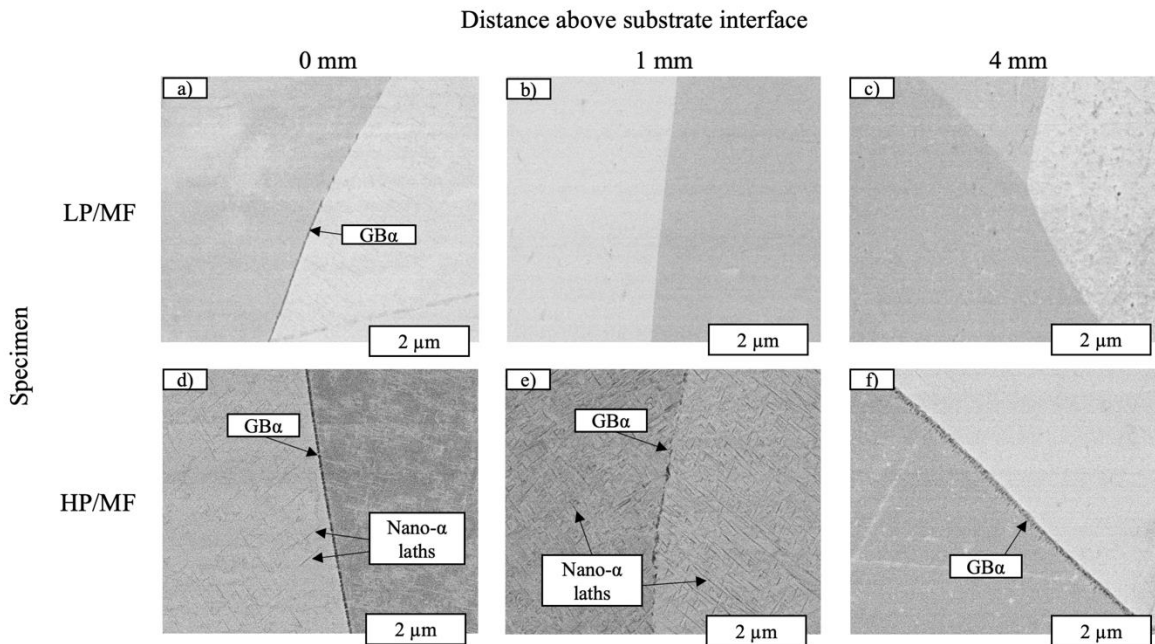 Distance above substrate interface
0 mm
1 mm
4 mm
Specimen
LP/MF
a)
GBα
2 µm
b)
2 µm
c)
2 µm
HP/MF
d)
GBα
Nano-α
laths
2 µm
e)
GBα
Nano-α
laths
2 µm
f)
GBα
2 µm